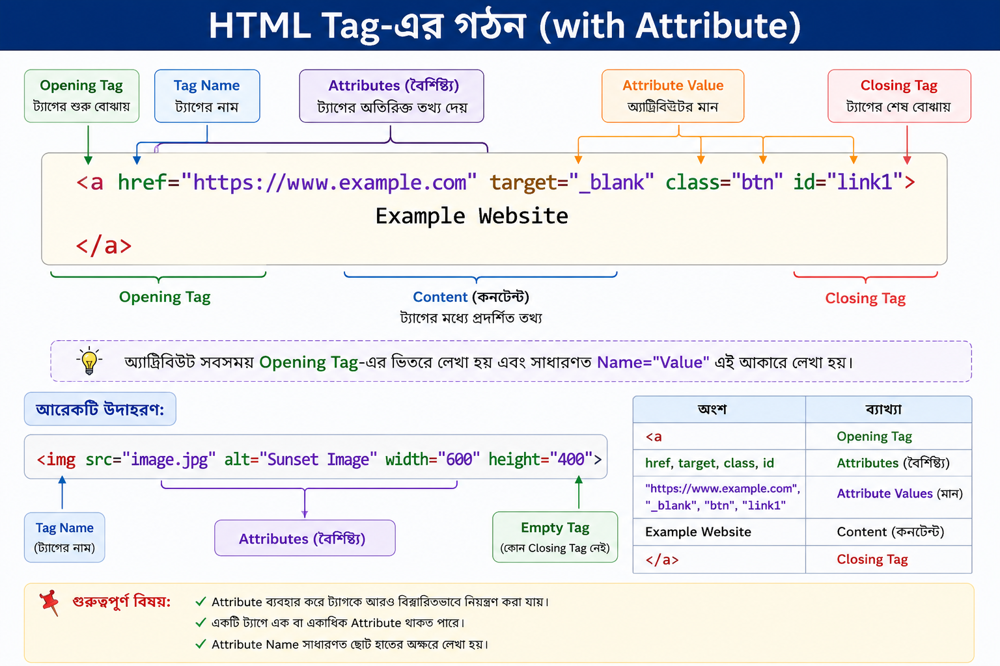 HTML Tag-এর গঠন (with Attribute)
Opening Tag
ট্যাগের শুরু বোঝায়
Tag Name
ট্যাগের নাম
Attributes (বৈশিষ্ট্যি)
ট্যাগের অতিরিক্ত তথ্য দেয়
Attribute Value
অ্যাট্রিবিউটর মান
Closing Tag
ট্যাগের শেষ বোঝায়
<a href="https://www.example.com" target="_blank" class="btn" id="link1">
Example Website
</a>
Opening Tag
Content (কনটেন্ট)
ট্যাগের মধ্যে প্রদর্শিত তথ্য
Closing Tag
অ্যাট্রিবিউট সবসময় Opening Tag-এর ভিতরে লেখা হয় এবং সাধারণত Name="Value" এই আকারে লেখা হয়।
আরেকটি উদাহরণ:
<img src="image.jpg" alt="Sunset Image" width="600" height="400">
Tag Name
(ট্যাগের নাম)
Attributes (বৈশিষ্ট্যি)
Empty Tag
(কোন Closing Tag নেই)
অংশ ব্যাখ্যা
<a Opening Tag
href, target, class, id Attributes (বৈশিষ্ট্যি)
"https://www.example.com",
"_blank", "btn", "link1" Attribute Values (মান)
Example Website Content (কনটেন্ট)
</a> Closing Tag
গুরুত্বপুর্ণ বিষয়:
✓ Attribute ব্যবহার করে ট্যাগকে আরও বিস্তারিতভাবে নিয়ন্ত্রণ করা যায়।
✓ একটি ট্যাগে এক বা একাধিক Attribute থাকত পারে।
✓ Attribute Name সাধারণত ছোট হাতের অক্ষরে লেখা হয়।